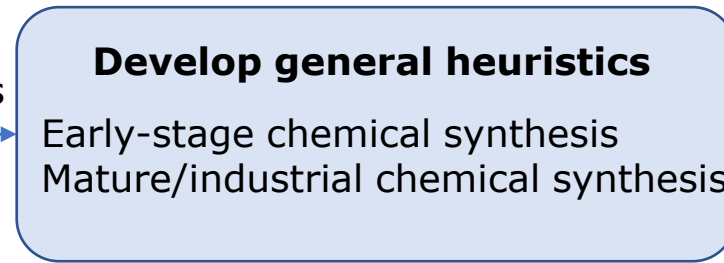 Develop general heuristics
s
Early-stage chemical synthesis
Mature/industrial chemical synthesis